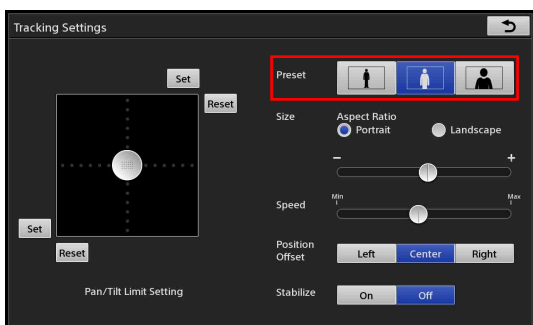 Tracking Settings
Set
Reset
Set
Reset
Pan/Tilt Limit Setting
Preset
Size
Aspect Ratio
Portrait
Landscape
− +
Speed
Min Max
Position
Offset
Left Center Right
Stabilize
On Off